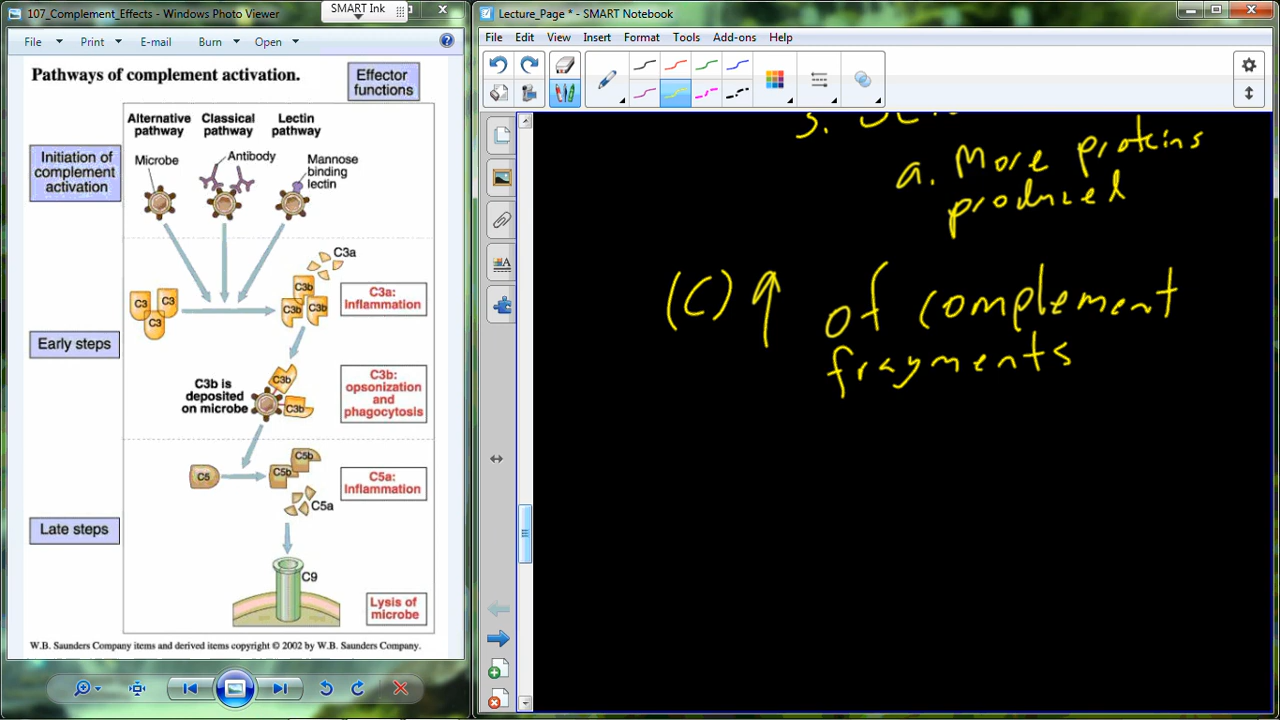 107_Complement_Effects - Windows Photo Viewer
SMART Ink
File Print Burn E-mail Open
Pathways of complement activation.
Effector
functions
Alternative
pathway
Classical
pathway
Lectin
pathway
Initiation of
complement
activation
Microbe
Antibody
Mannose
binding
lectin
C3a
C3 C3
C3
C3b
C3b C3b
C3a:
Inflammation
Early steps
C3b is
deposited
on microbe
C3b
C3b
C3b:
opsonization
and
phagocytosis
C5
C5b
C5b
C5a
C5a:
Inflammation
Late steps
C9
Lysis of
microbe
W.B. Saunders Company items and derived items copyright © 2002 by W.B. Saunders Company.
Lecture_Page * - SMART Notebook
File Edit View Insert Format Tools Add-ons Help
a. More proteins
produced
(C) ↑ of complement
fragments